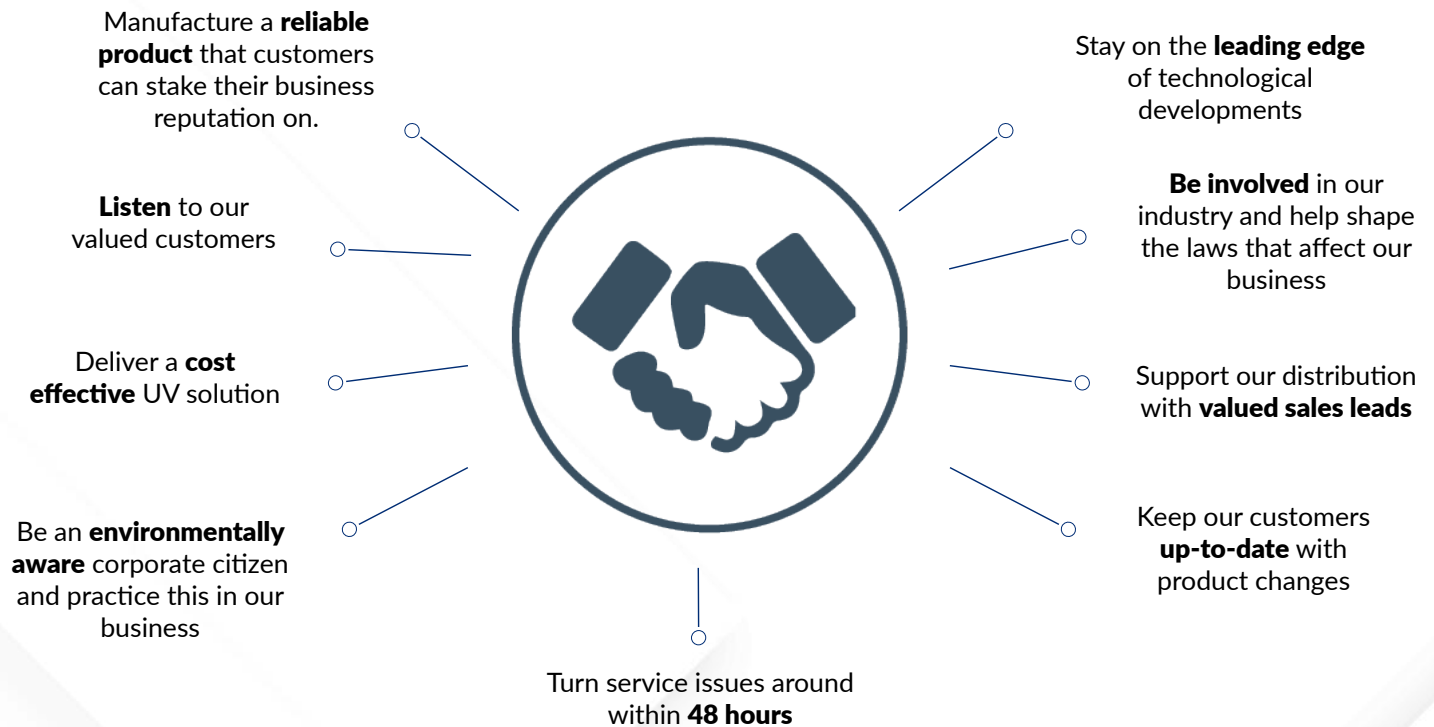 Manufacture a reliable
product that customers
can stake their business
reputation on.
Listen to our
valued customers
Deliver a cost
effective UV solution
Be an environmentally
aware corporate citizen
and practice this in our
business
Turn service issues around
within 48 hours
Stay on the leading edge
of technological
developments
Be involved in our
industry and help shape
the laws that affect our
business
Support our distribution
with valued sales leads
Keep our customers
up-to-date with
product changes